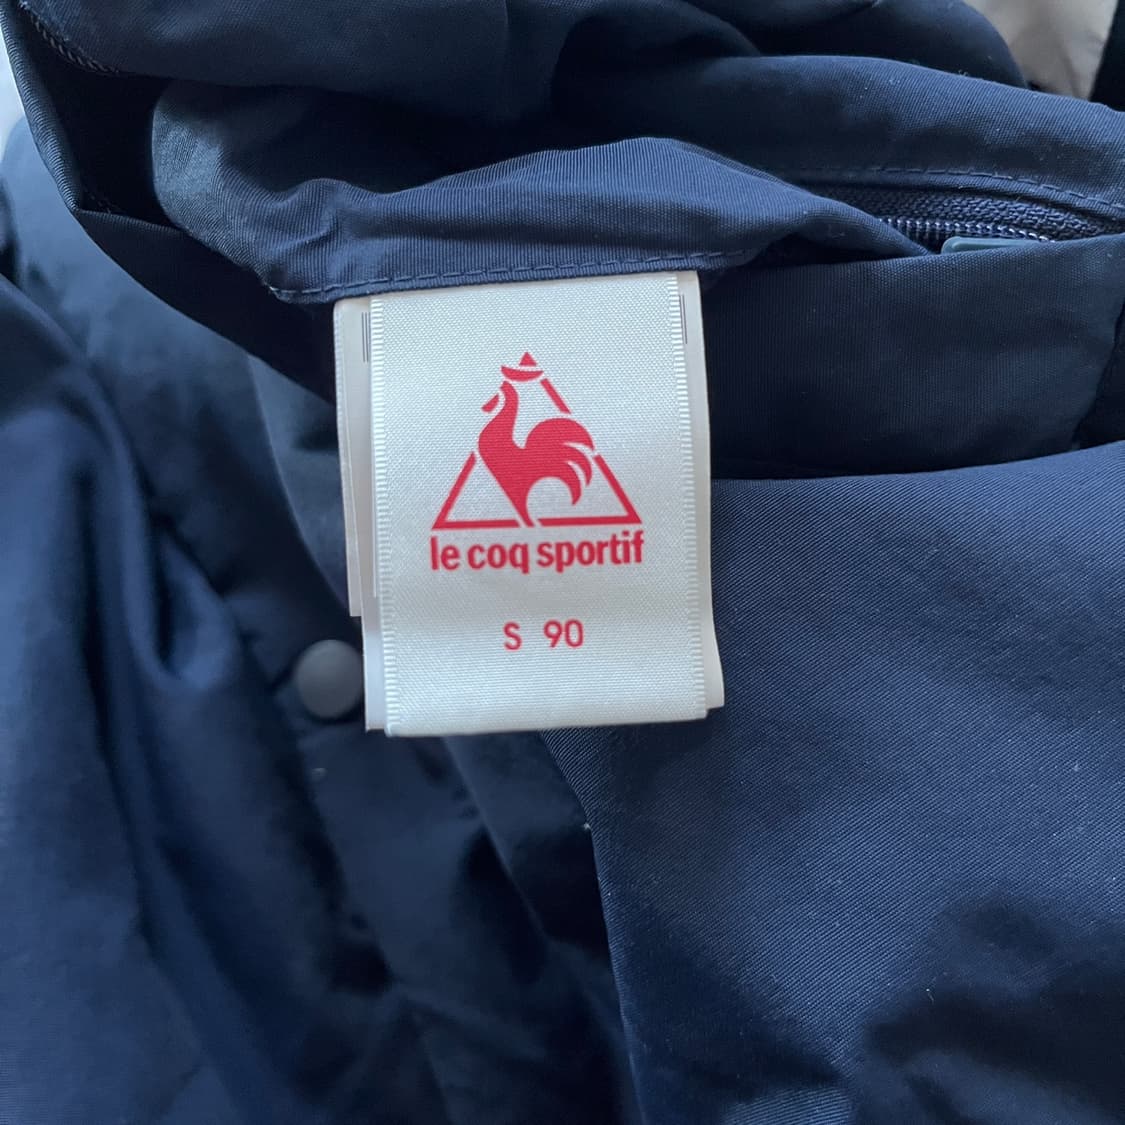 le coq sportif
S 90